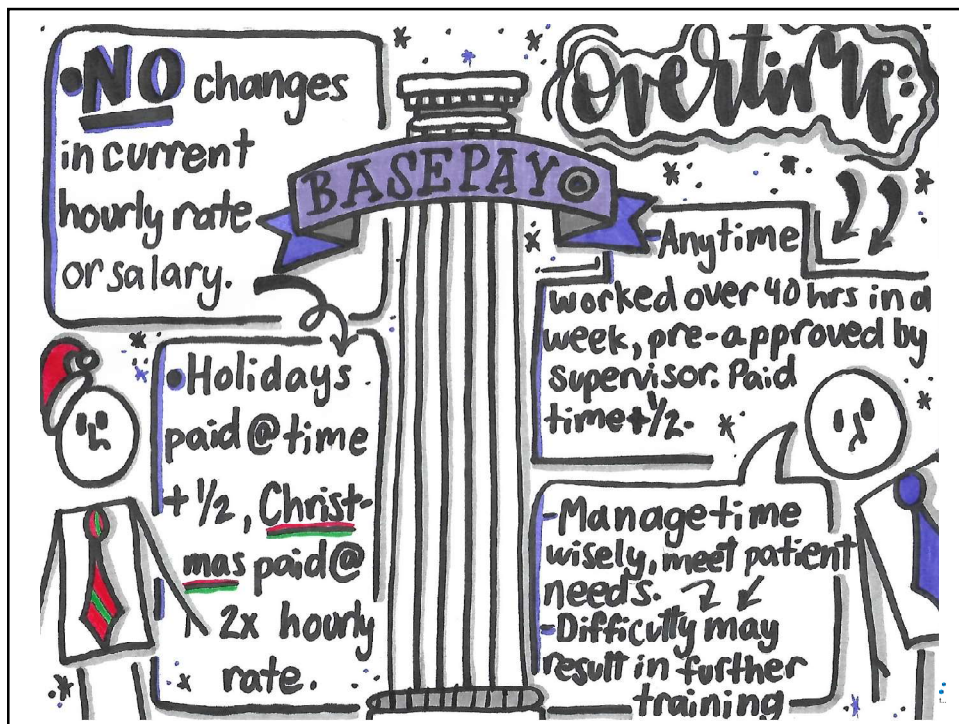 •NO changes
in current
hourly rate
or salary.
BASEPAY
•Holidays
paid@time
+ 1/2, Christ-
mas paid@
2x hourly
rate.
Overtime:
-Anytime
worked over 40 hrs in a
week, pre-approved by
supervisor. Paid
time+1/2.
-Manage time
wisely, meet patient
needs.
-Difficulty may
result in further
training